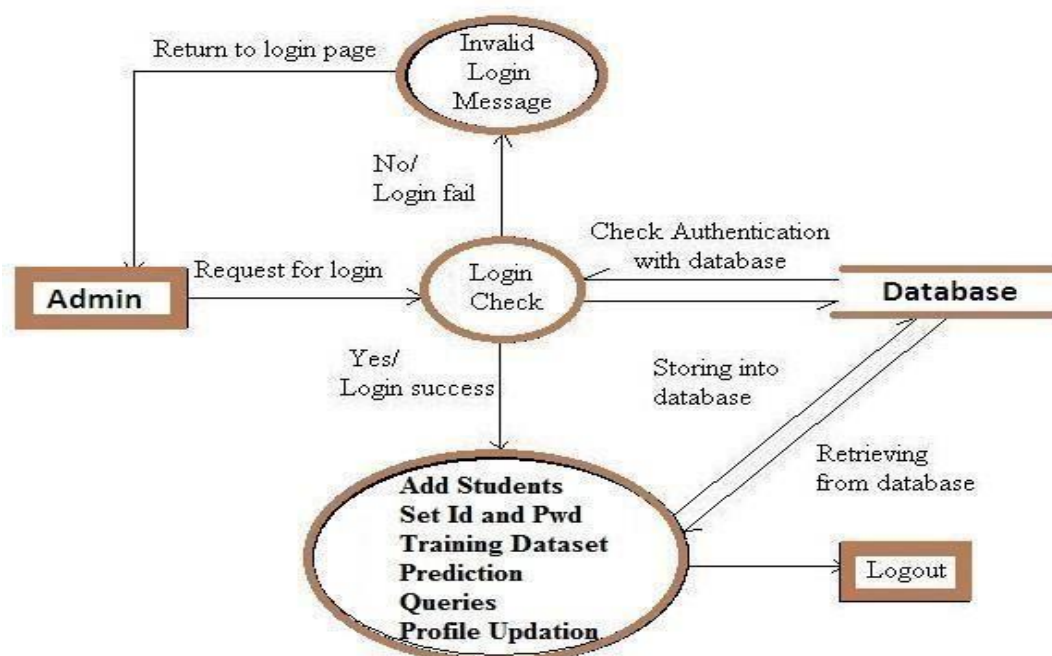 Return to login page
Invalid
Login
Message
No/
Login fail
Check Authentication
with database
Request for login
Admin
Login
Check
Database
Yes/
Login success
Storing into
database
Retrieving
from database
Add Students
Set Id and Pwd
Training Dataset
Prediction
Queries
Profile Updation
Logout